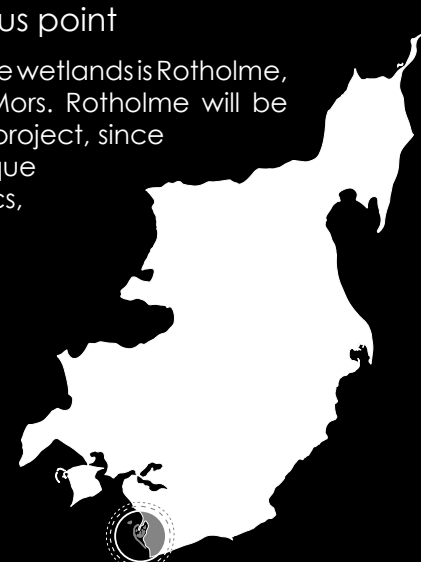 us point
e wetlands is Rotholme,
Mors. Rotholme will be
project, since
que
cs,